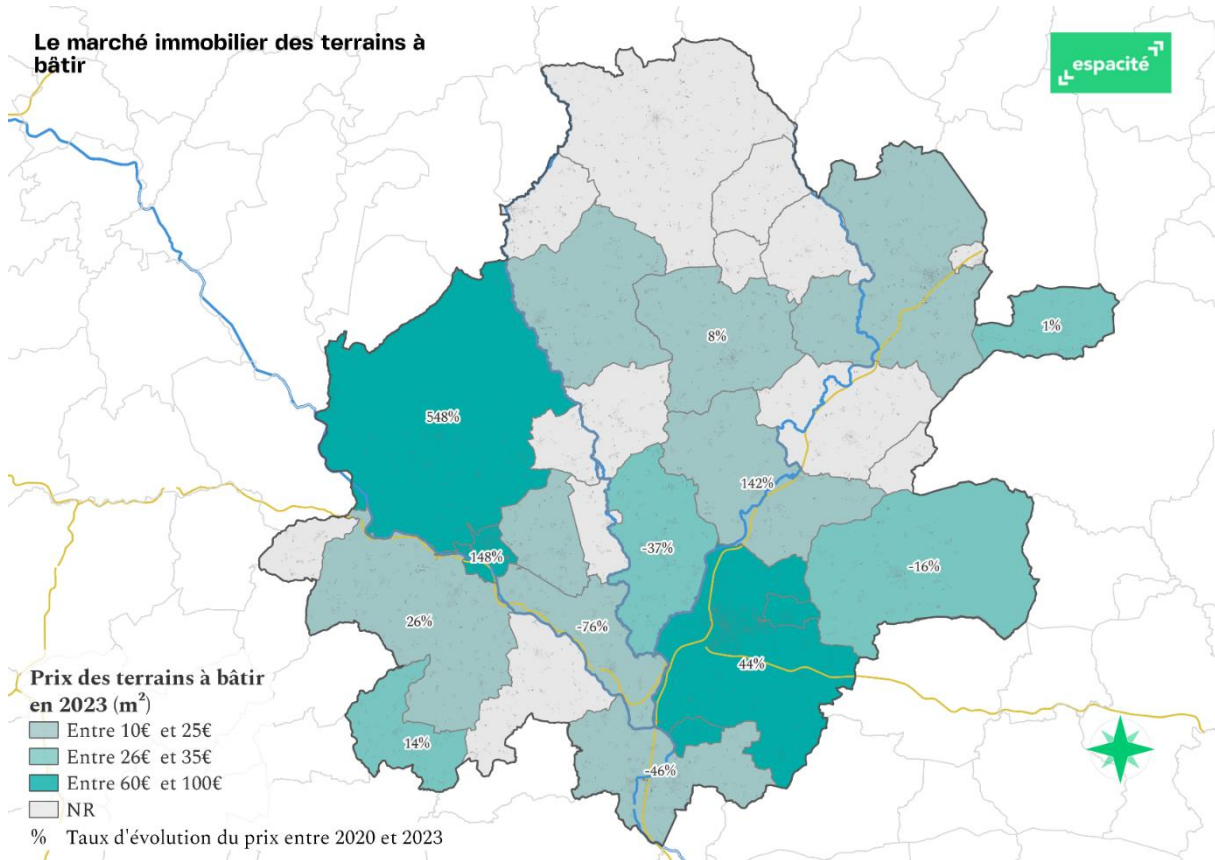 Le marché immobilier des terrains à
bâtir
espacité
1%
8%
548%
142%
148%
-37%
-16%
26%
-76%
44%
14%
-46%
Prix des terrains à bâtir
en 2023 (m²)
Entre 10€ et 25€
Entre 26€ et 35€
Entre 60€ et 100€
NR
% Taux d'évolution du prix entre 2020 et 2023